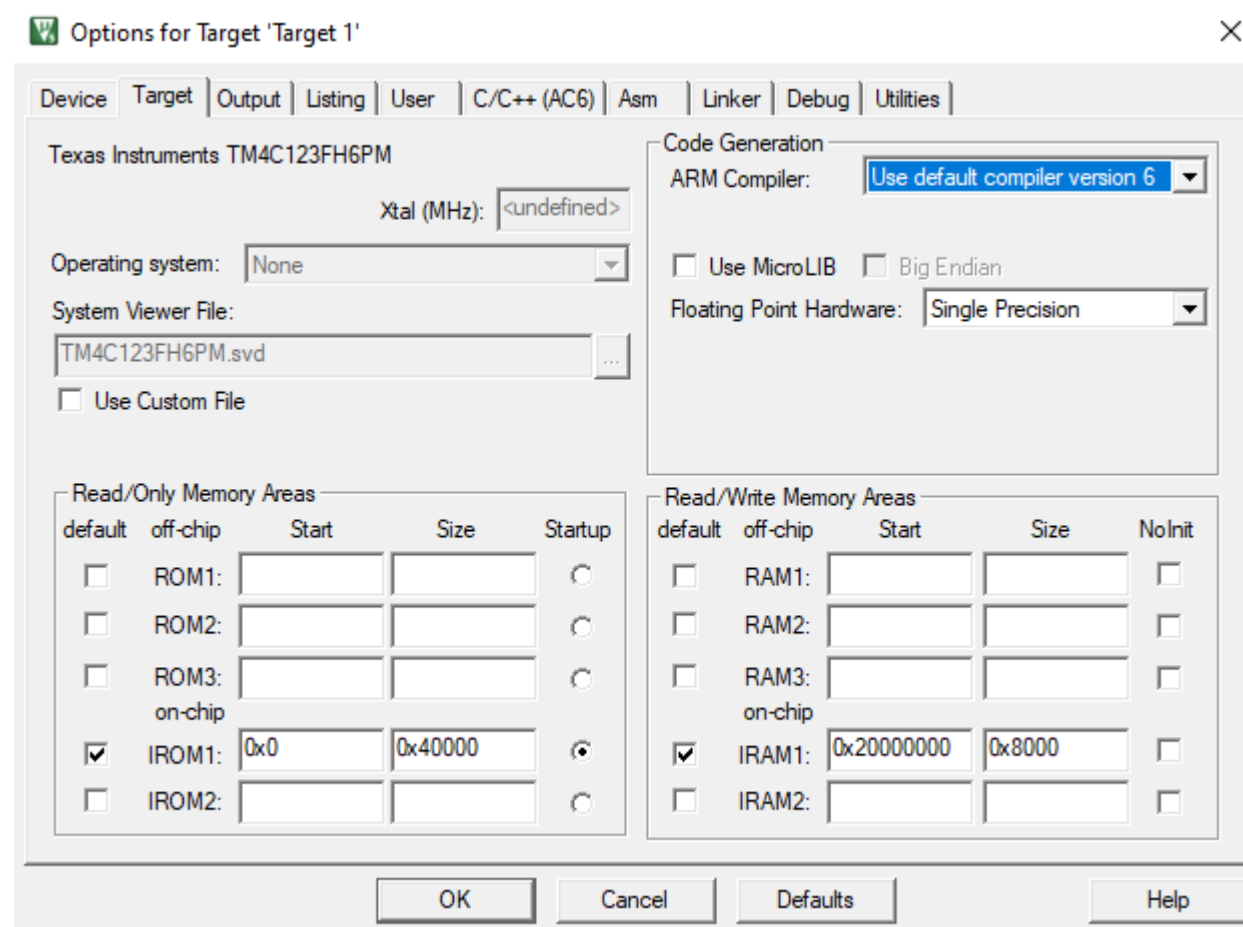 Options for Target 'Target 1'
Device Target Output Listing User C/C++ (AC6) Asm Linker Debug Utilities
Texas Instruments TM4C123FH6PM
Xtal (MHz): <undefined>
Operating system: None
System Viewer File:
TM4C123FH6PM.svd ...
Use Custom File
Code Generation
ARM Compiler: Use default compiler version 6
Use MicroLIB Big Endian
Floating Point Hardware: Single Precision
Read/Only Memory Areas
default off-chip Start Size Startup
ROM1:
ROM2:
ROM3:
on-chip
IROM1: 0x0 0x40000
IROM2:
Read/Write Memory Areas
default off-chip Start Size NoInit
RAM1:
RAM2:
RAM3:
on-chip
IRAM1: 0x20000000 0x8000
IRAM2:
OK Cancel Defaults Help